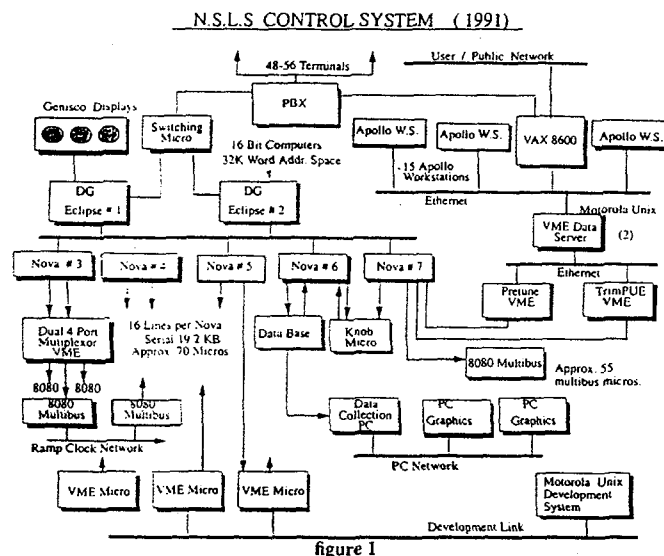 N.S.L.S CONTROL SYSTEM (1991)
48-56 Terminals
User / Public Network
PBX
Genisco Displays
Switching
Micro
16 Bit Computers
32K Word Addr. Space
Apollo W.S.
Apollo W.S.
VAX 8600
Apollo W.S.
~15 Apollo
Workstations
DG
Eclipse # 1
DG
Eclipse # 2
Ethernet
Motorola Unix
(2)
VME Data
Server
Nova # 3
Nova # 4
Nova # 5
Nova # 6
Nova # 7
Ethernet
Pretune
VME
TrimPUE
VME
Dual 4 Port
Mutiplexor
VME
16 Lines per Nova
Serial 19.2 KB
Approx. 70 Micros
Data Base
Knob
Micro
8080 Multibus
Approx. 55
multibus micros.
8080
8080
8080
Multibus
8080
Multibus
Data
Collection
PC
PC
Graphics
PC
Graphics
Ramp Clock Network
PC Network
VME Micro
VME Micro
VME Micro
Motorola Unix
Development
System
Development Link
figure 1